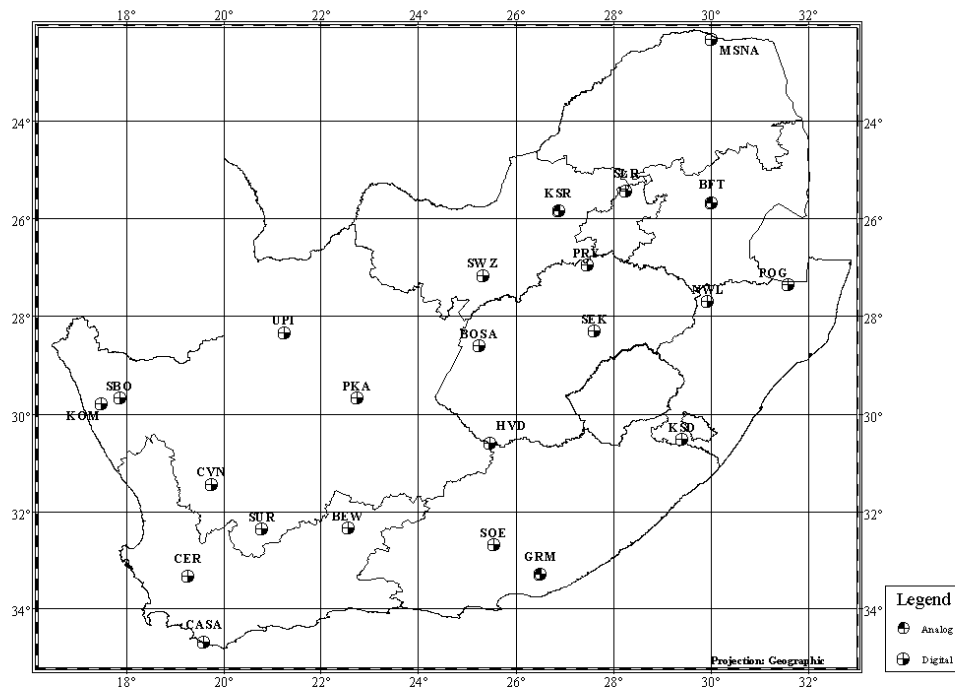 18° 20° 22° 24° 26° 28° 30° 32°
MSNA
24° 24°
SLR
KSR BFT
26° 26°
PRY
SWZ
POG
NWL
28° 28°
UPI SEK
BOSA
SBO PKA
KOM
30° 30°
HVD KSD
CVN
32° 32°
SUR BEW
SOE
CER GRM
34° 34°
CASA
Projection: Geographic
18 20 22 24 26 28 30 32
Legend
Analog
Digital